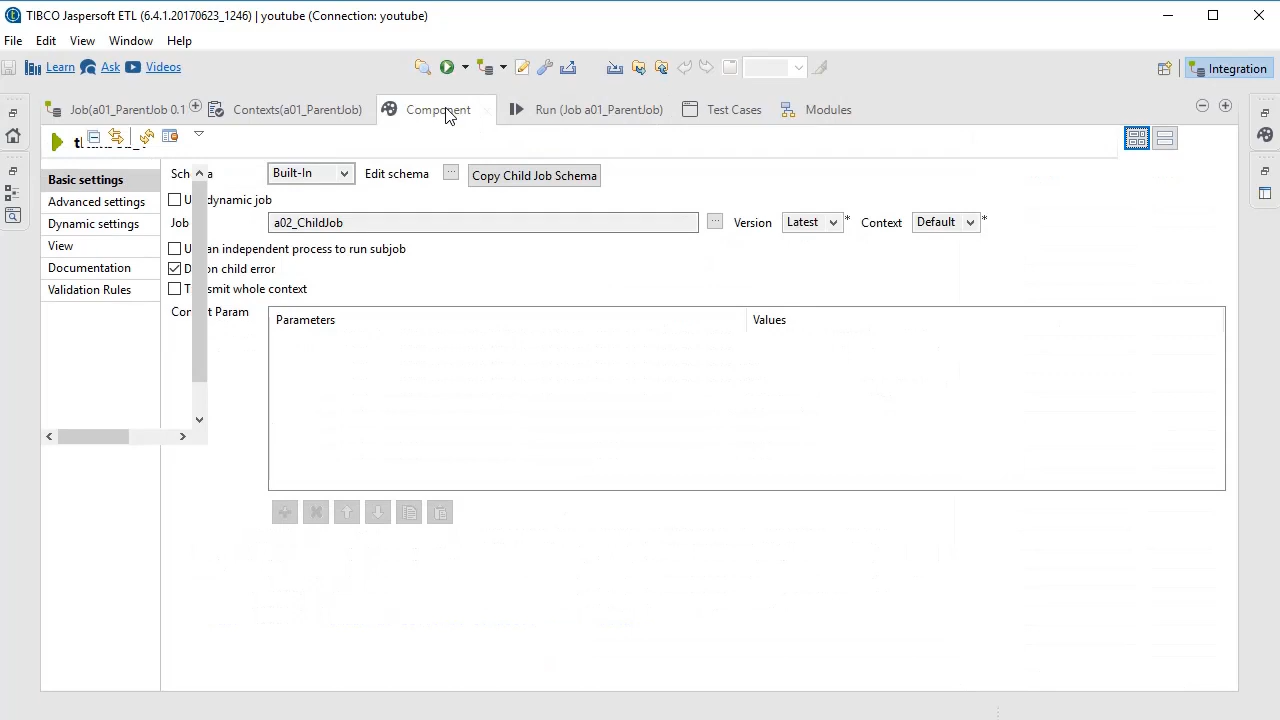 TIBCO Jaspersoft ETL (6.4.1.20170623_1246) | youtube (Connection: youtube)
File Edit View Window Help
Learn Ask Videos Integration
Job(a01_ParentJob 0.1 Contexts(a01_ParentJob) Component Run (Job a01_ParentJob) Test Cases Modules
Basic settings
Advanced settings
Dynamic settings
View
Documentation
Validation Rules
Built-In Edit schema Copy Child Job Schema
dynamic job
Job a02_ChildJob Version Latest * Context Default *
an independent process to run subjob
on child error
whole context
Param Parameters Values